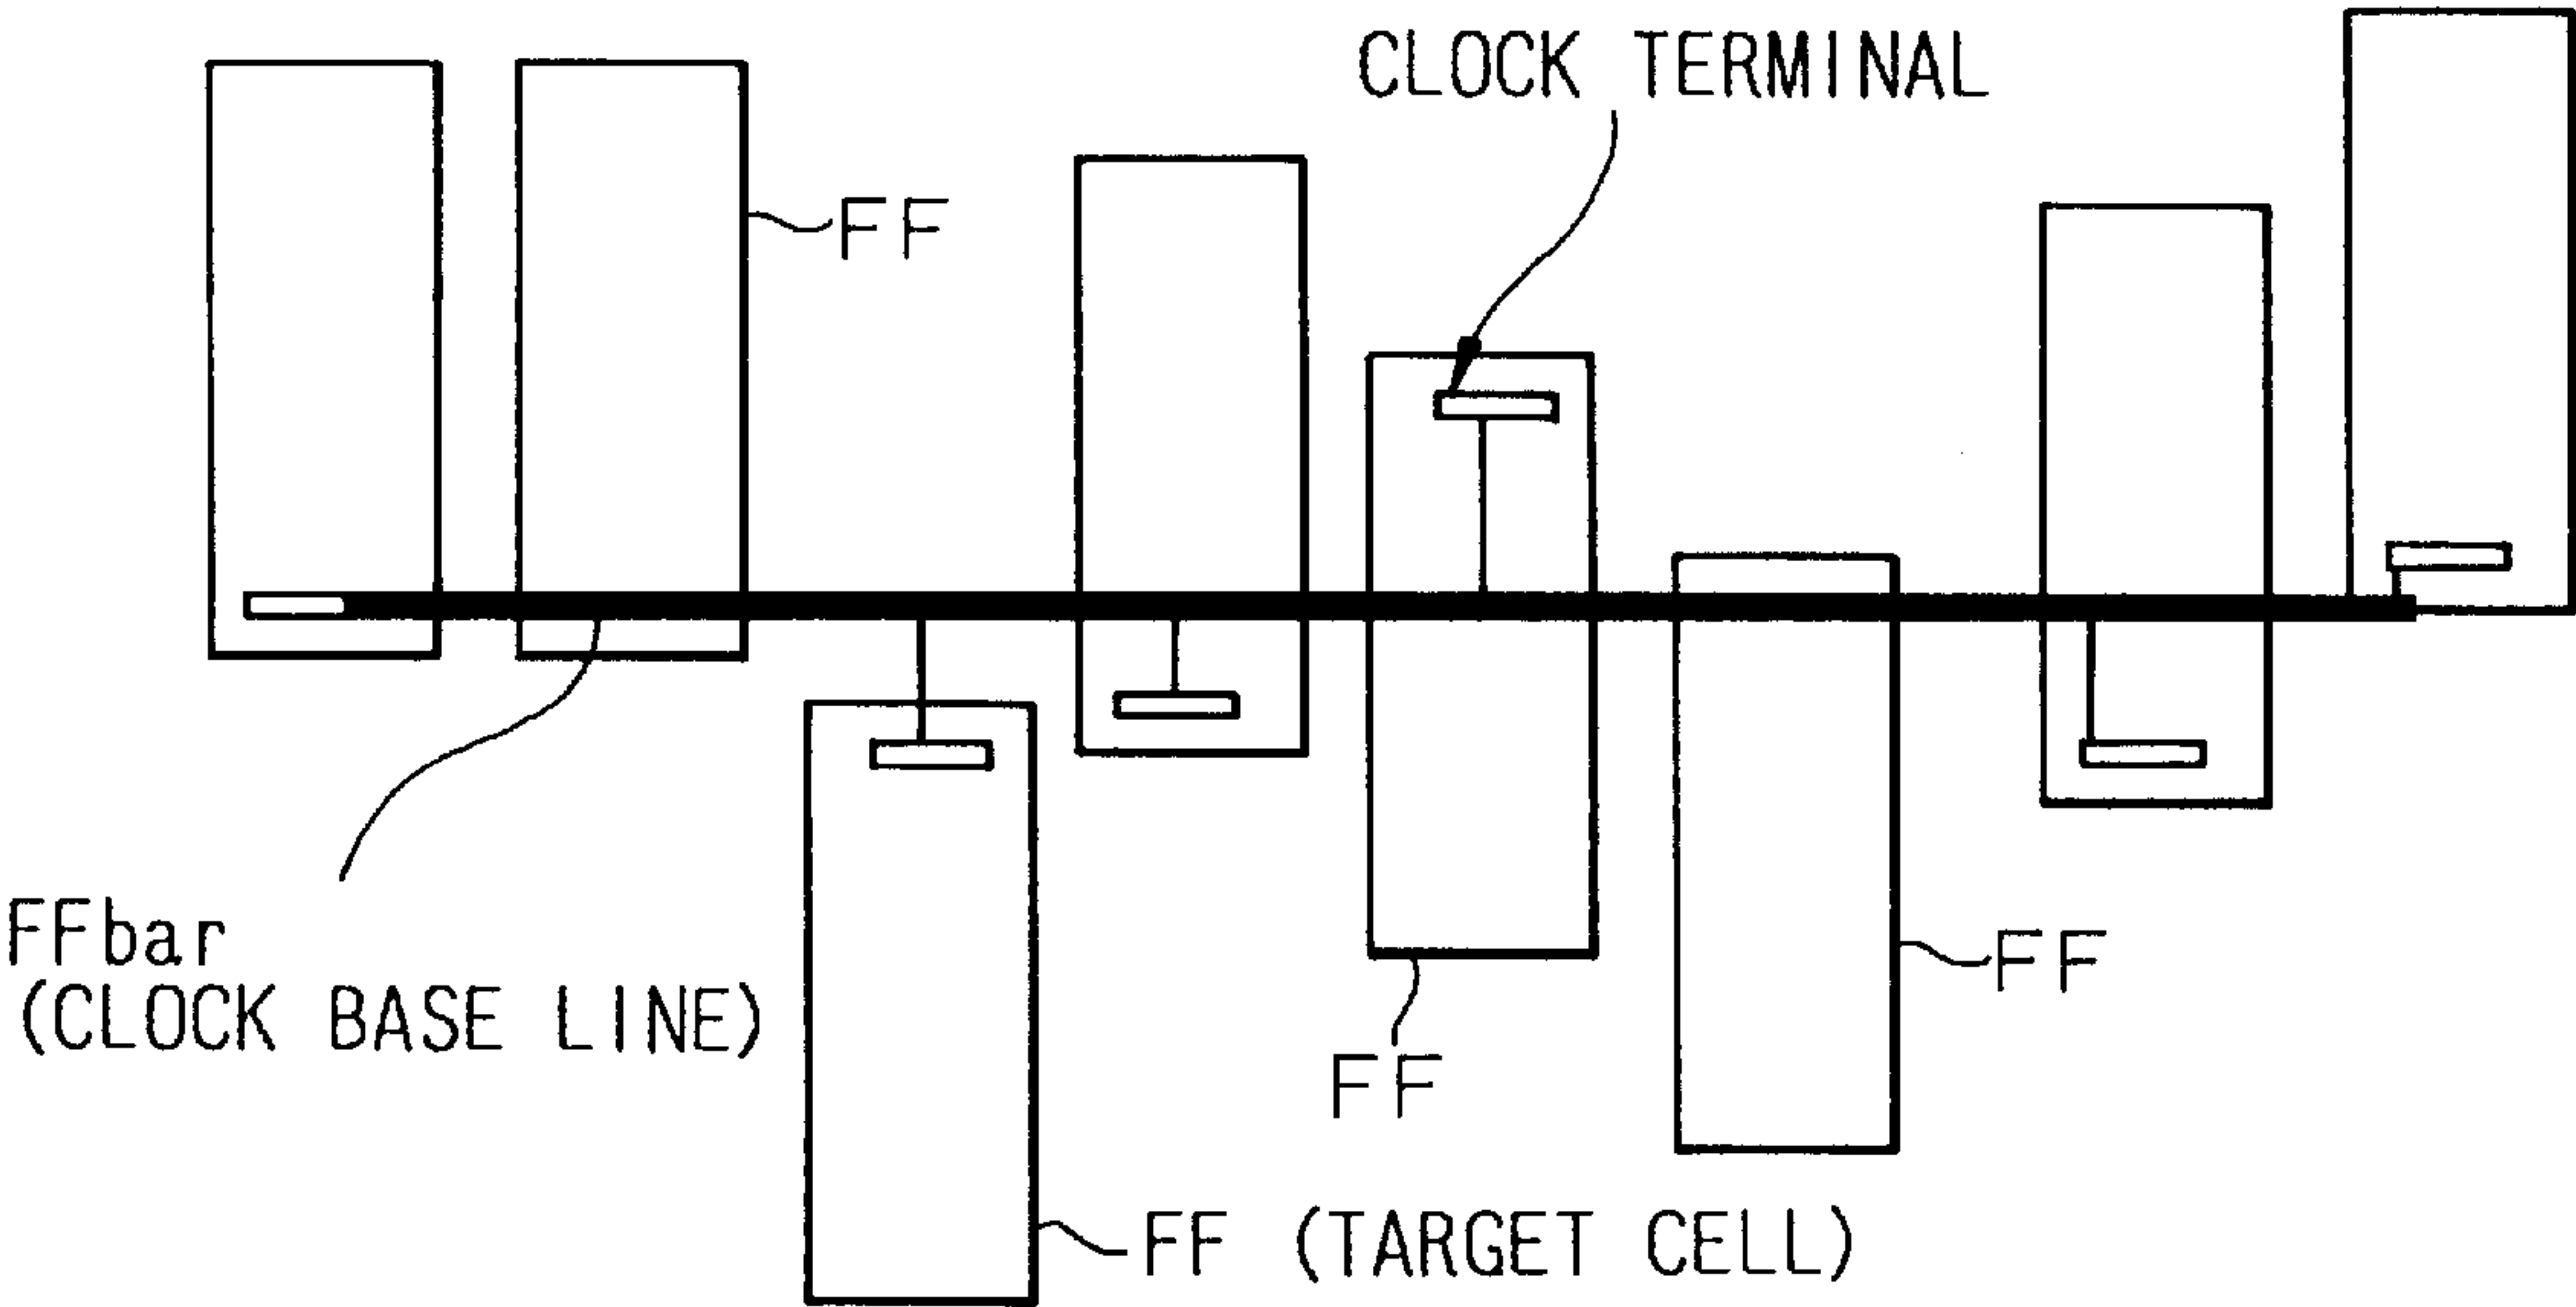 CLOCK TERMINAL
FF
FFbar
(CLOCK BASE LINE)
FF
FF
FF (TARGET CELL)